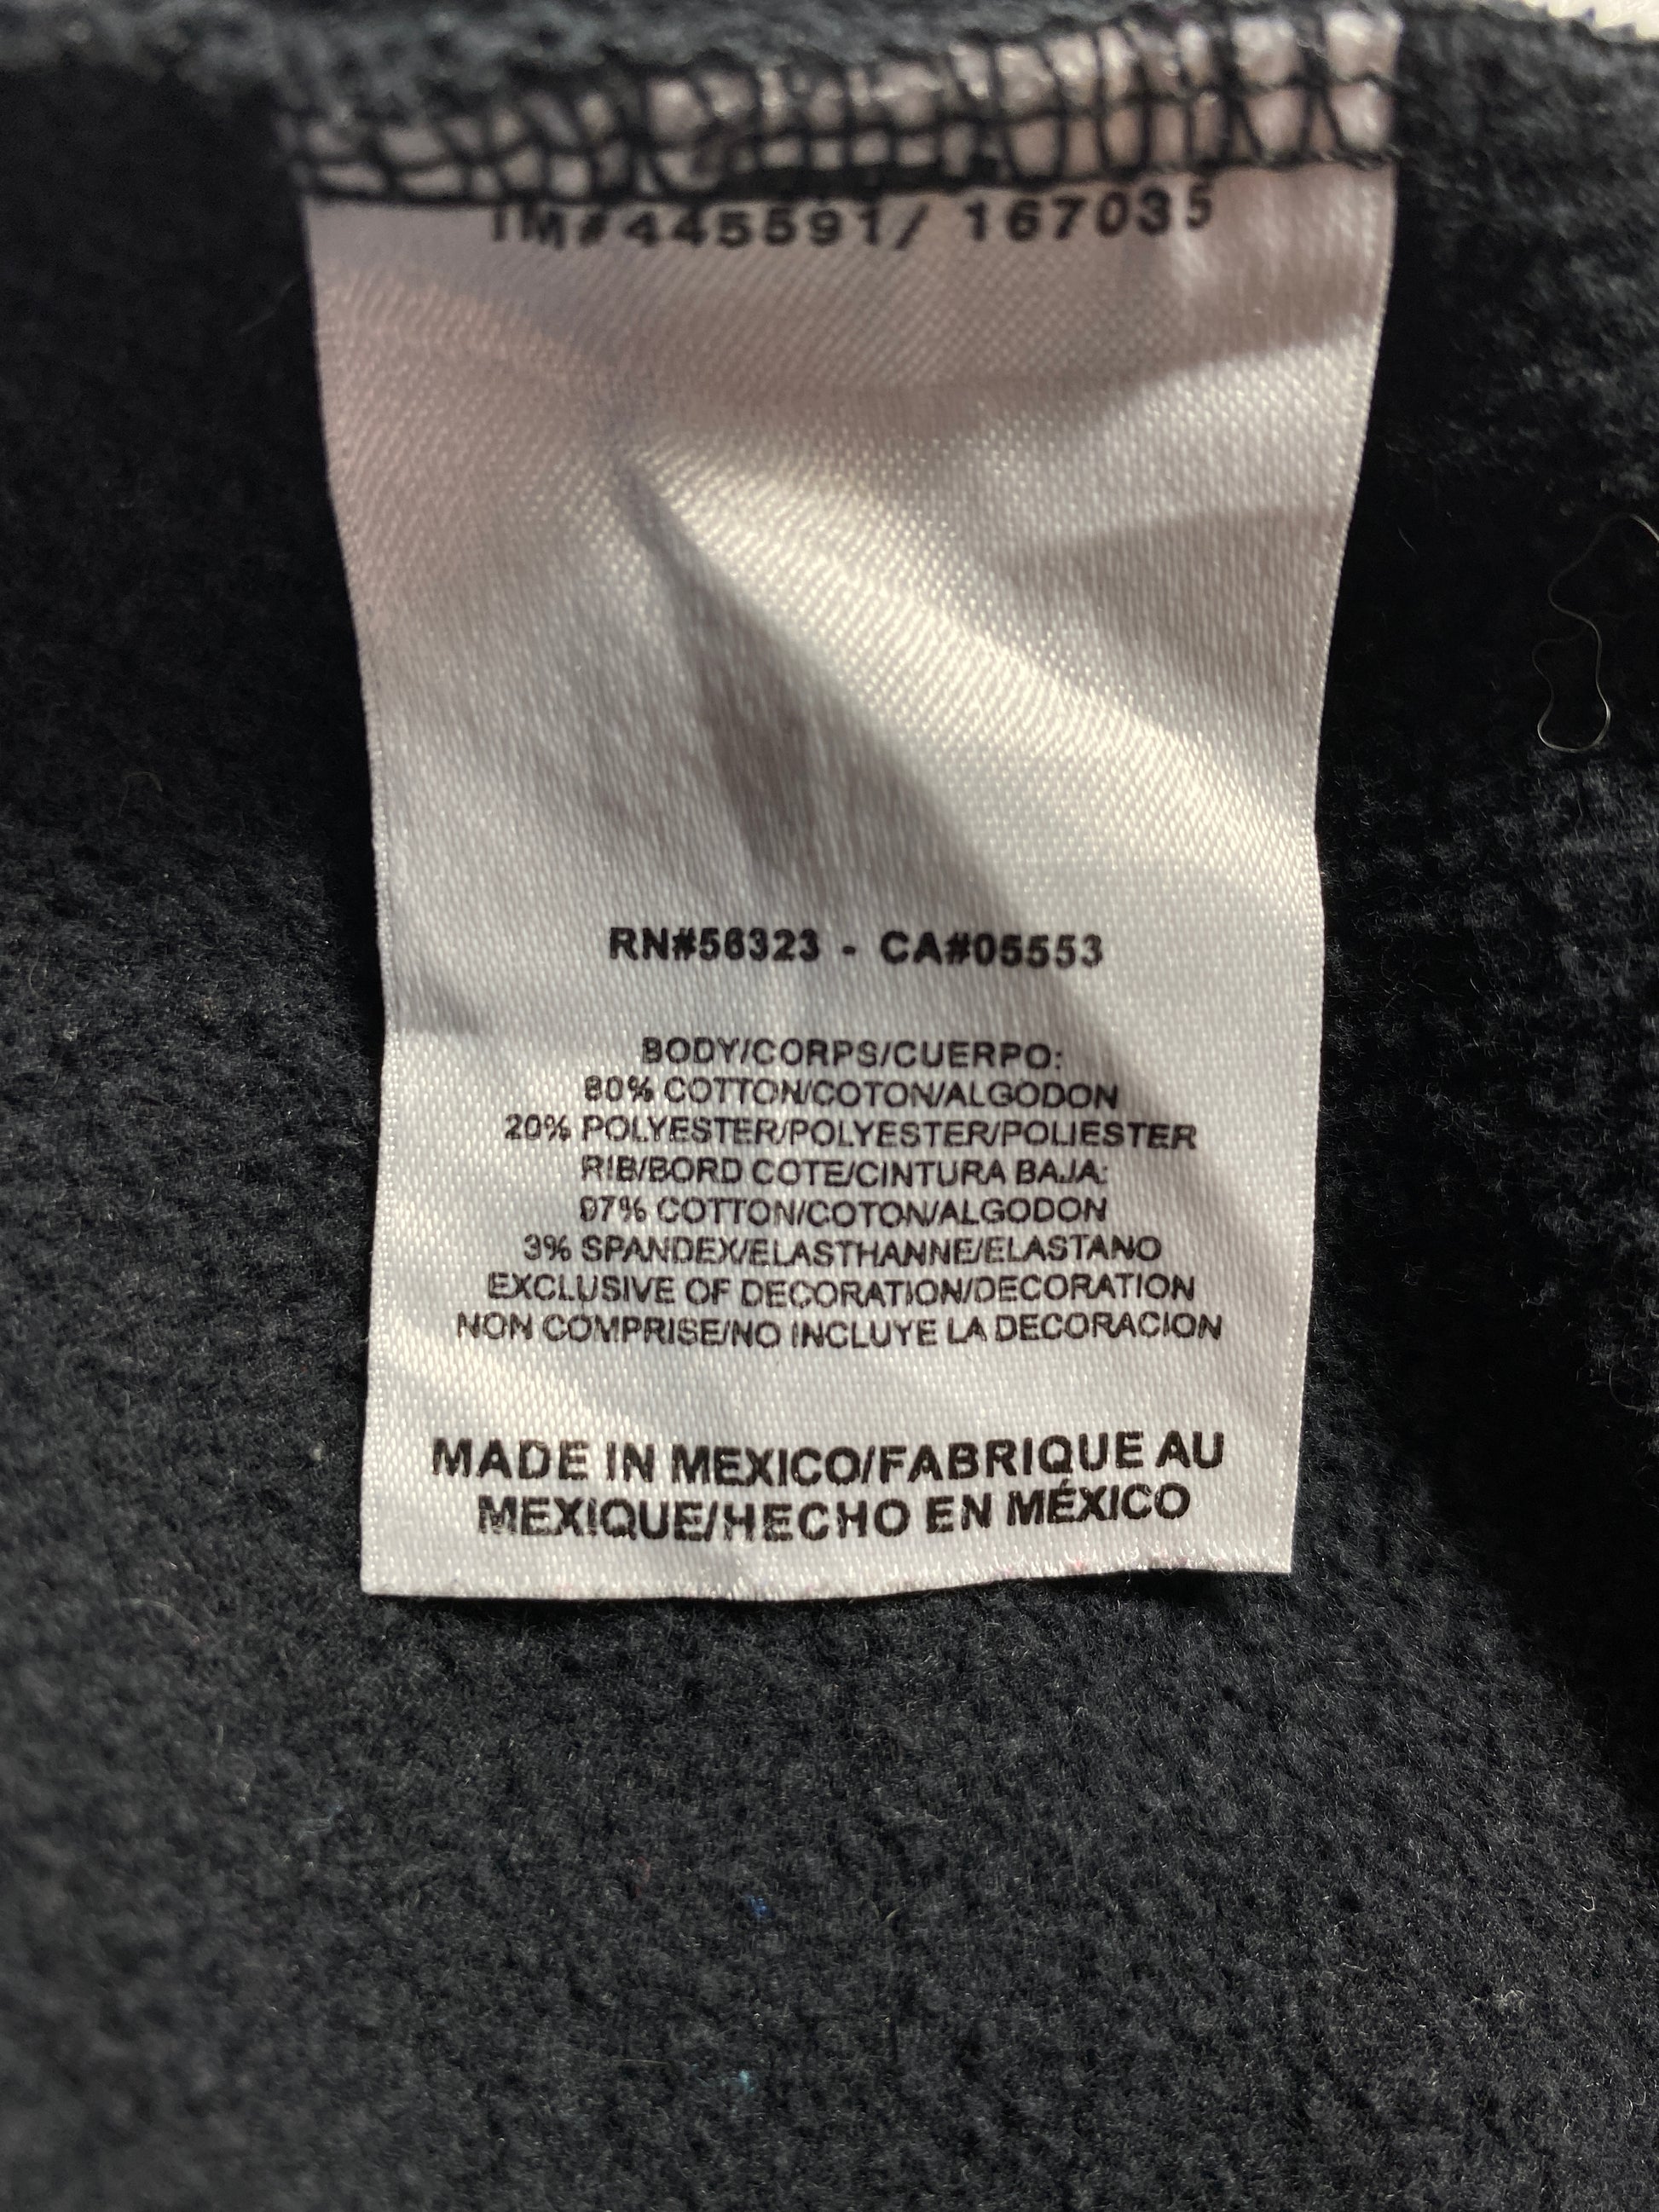 IM#445591/ 167035
RN#56323 - CA#05553
BODY/CORPS/CUERPO:
80% COTTON/COTON/ALGODON
20% POLYESTER/POLYESTER/POLIESTER
RIB/BORD COTE/CINTURA BAJA:
97% COTTON/COTON/ALGODON
3% SPANDEX/ELASTHANNE/ELASTANO
EXCLUSIVE OF DECORATION/DECORATION
NON COMPRISE/NO INCLUYE LA DECORACION
MADE IN MEXICO/FABRIQUE AU
MEXIQUE/HECHO EN MÉXICO